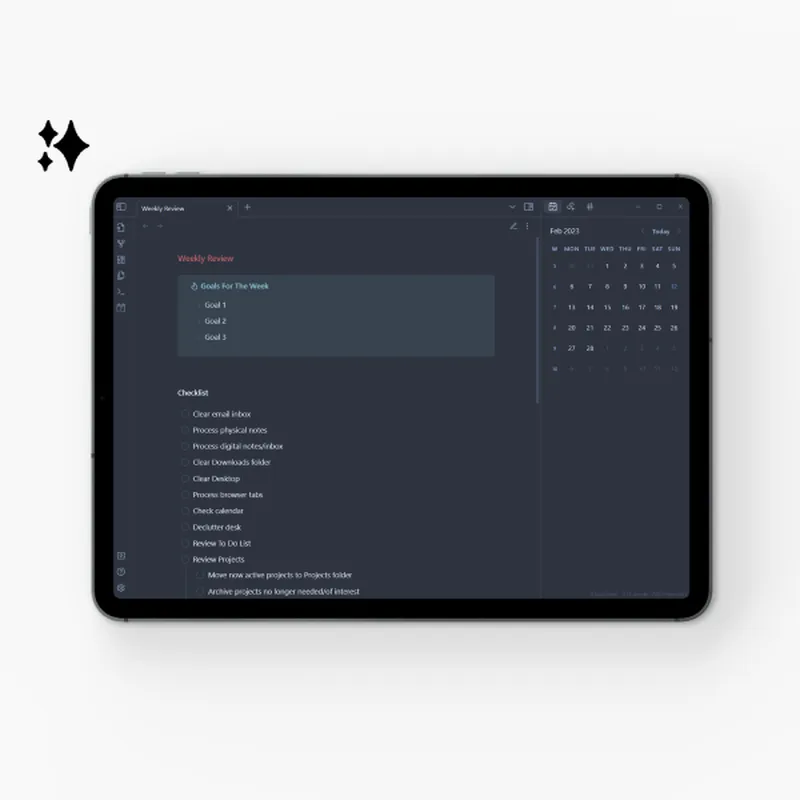 Weekly Review
Feb 2023
Today
Weekly Review
W MON TUE WED THU FRI SAT SUN
5 30 31 1 2 3 4 5
6 6 7 8 9 10 11 12
7 13 14 15 16 17 18 19
8 20 21 22 23 24 25 26
9 27 28 1 2 3 4 5
10 6 7 8 9 10 11 12
Goals For The Week
Goal 1
Goal 2
Goal 3
Checklist
Clear email inbox
Process physical notes
Process digital notes/inbox
Clear Downloads folder
Clear Desktop
Process browser tabs
Check calendar
Declutter desk
Review To Do List
Review Projects
Move now active projects to Projects folder
Archive projects no longer needed/of interest